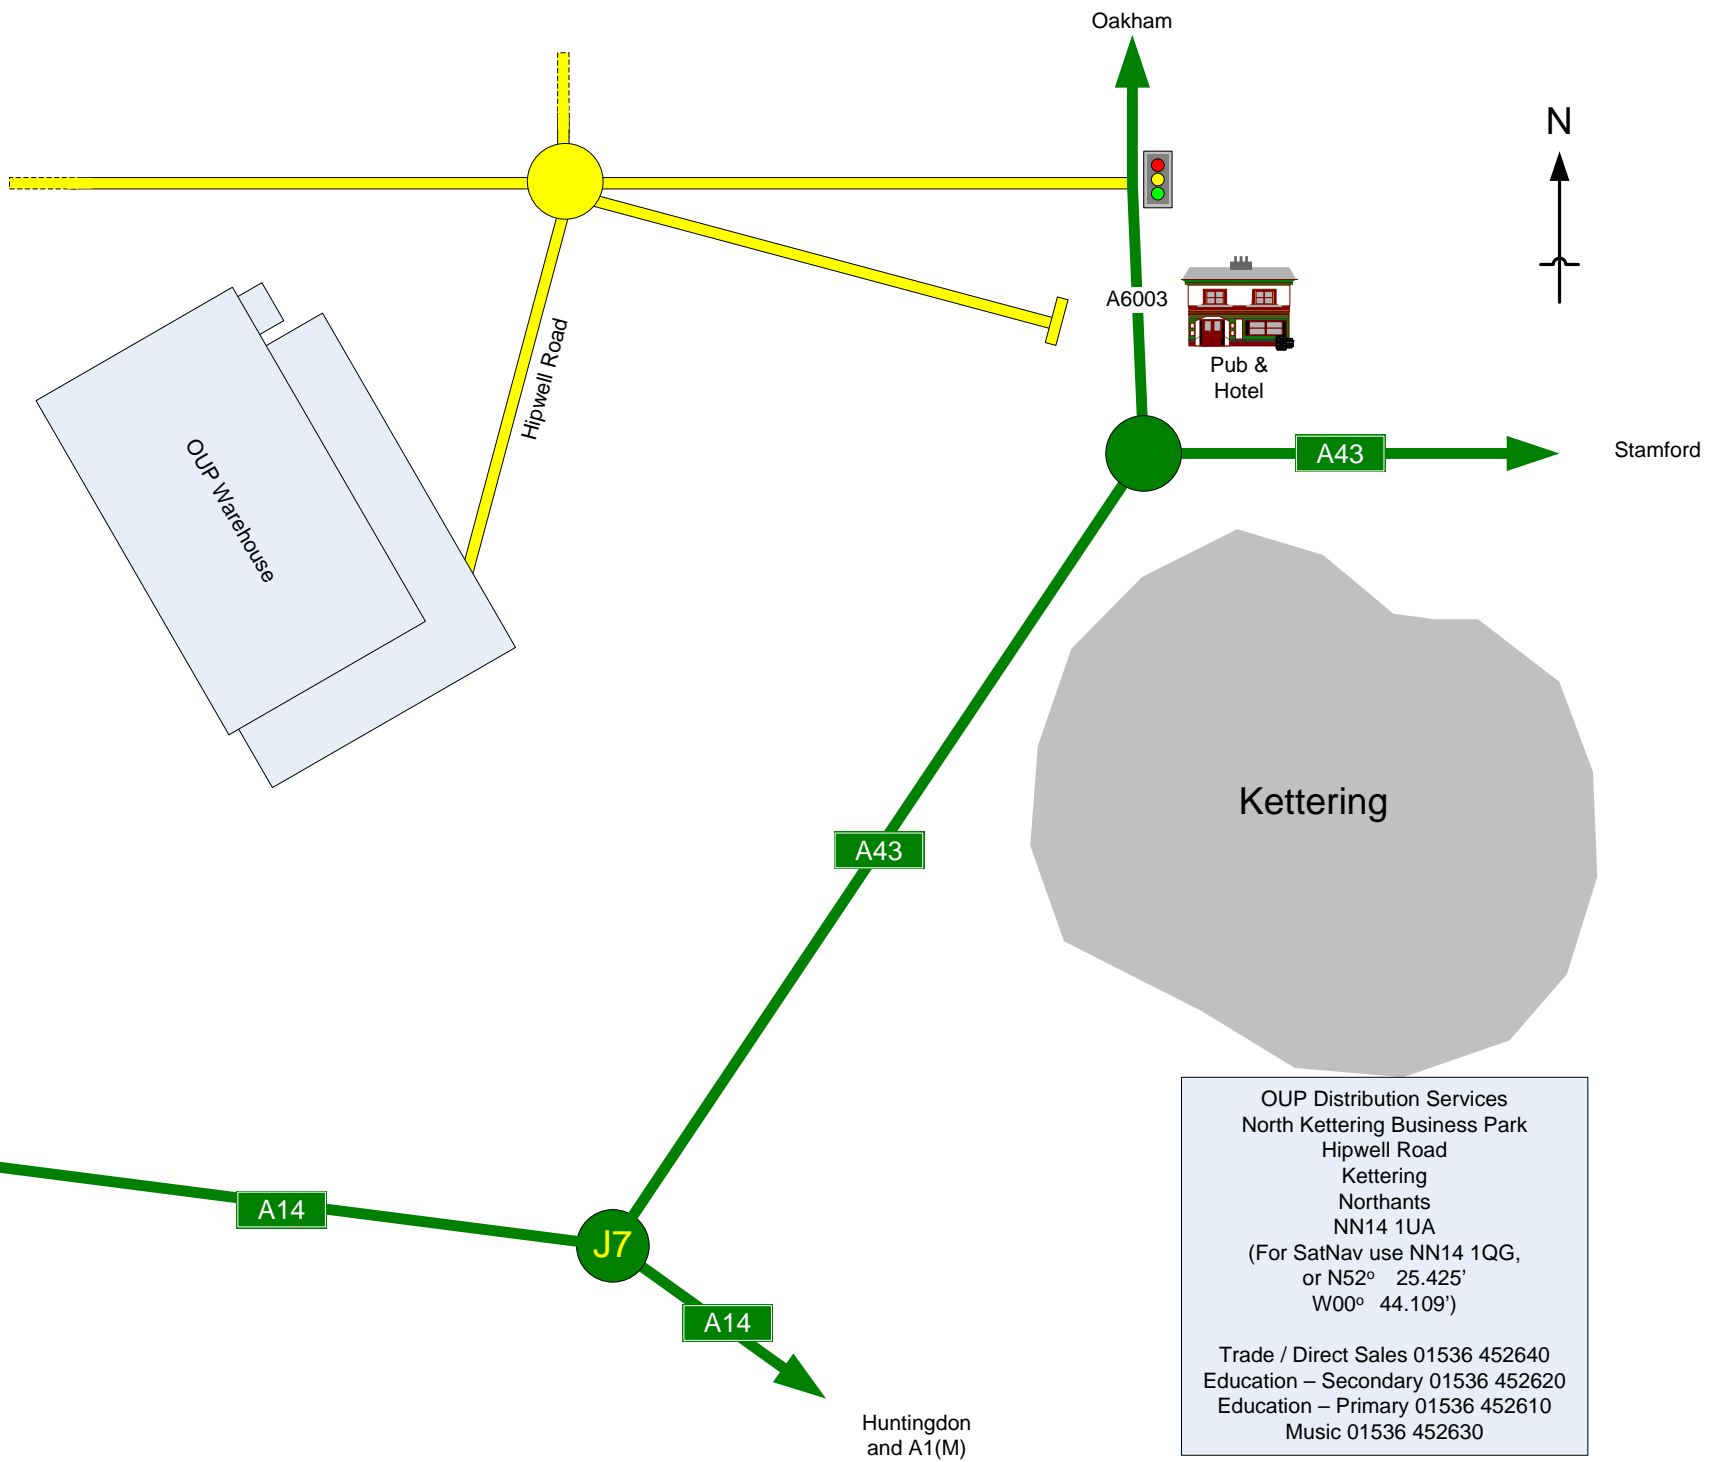 Oakham
N
A6003
Pub &
Hotel
Hipwell Road
OUP Warehouse
A43
Stamford
Kettering
A43
A14
J7
A14
Huntingdon
and A1(M)
OUP Distribution Services
North Kettering Business Park
Hipwell Road
Kettering
Northants
NN14 1UA
(For SatNav use NN14 1QG,
or N52º 25.425’
W00º 44.109’)
Trade / Direct Sales 01536 452640
Education – Secondary 01536 452620
Education – Primary 01536 452610
Music 01536 452630